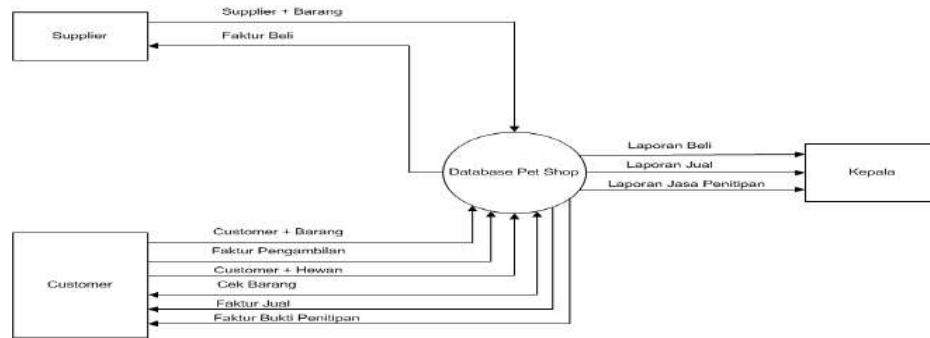 Supplier + Barang
Supplier
Faktur Beli
Database Pet Shop
Laporan Beli
Laporan Jual
Laporan Jasa Penitipan
Kepala
Customer + Barang
Faktur Pengambilan
Customer + Hewan
Cek Barang
Customer
Faktur Jual
Faktur Bukti Penitipan